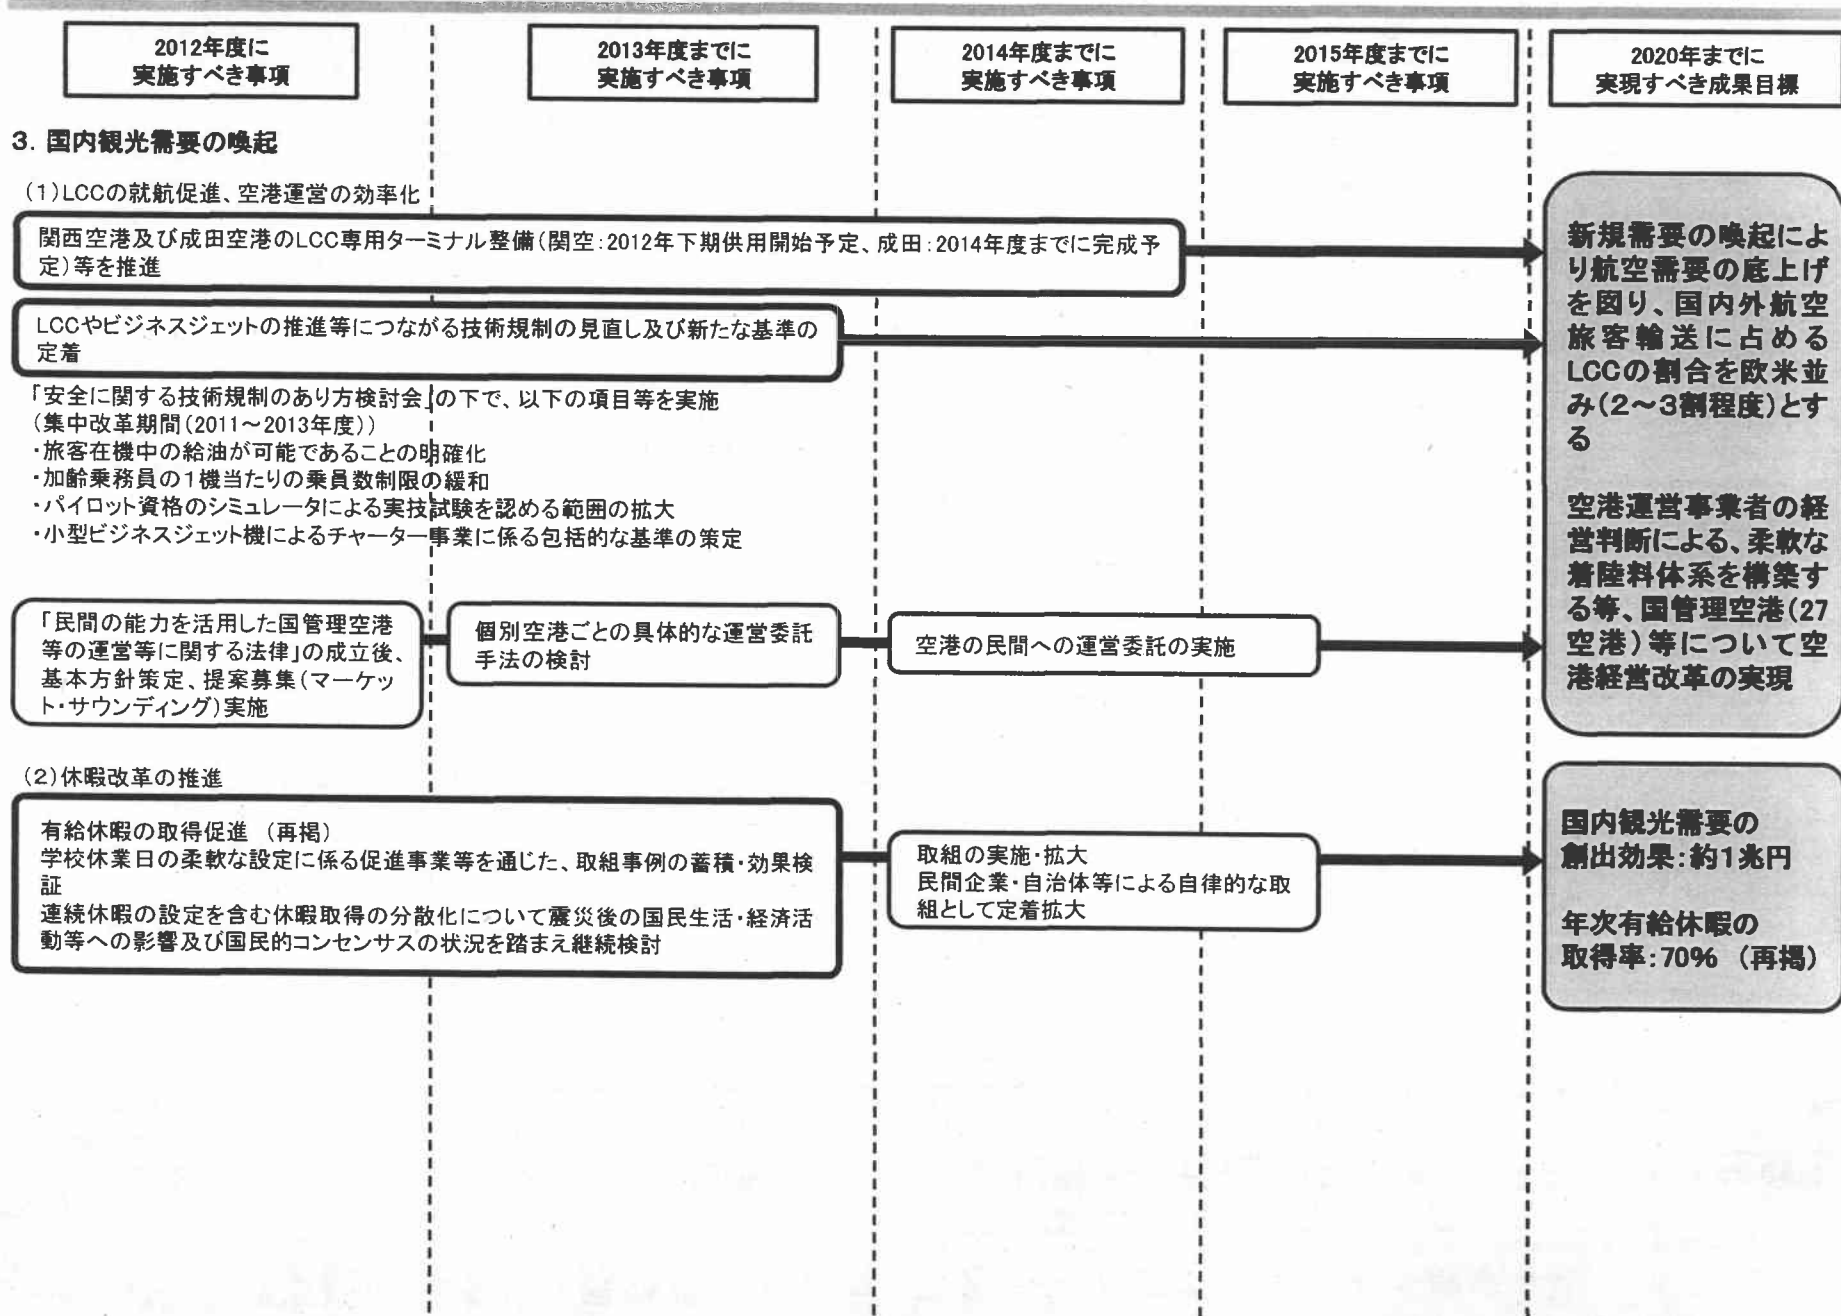 2012年度に
実施すべき事項
2013年度までに
実施すべき事項
2014年度までに
実施すべき事項
2015年度までに
実施すべき事項
2020年までに
実現すべき成果目標
3. 国内観光需要の喚起
(1)LCCの就航促進、空港運営の効率化
関西空港及び成田空港のLCC専用ターミナル整備(関空:2012年下期供用開始予定、成田:2014年度までに完成予
定)等を推進
LCCやビジネスジェットの推進等につながる技術規制の見直し及び新たな基準の
定着
「安全に関する技術規制のあり方検討会」の下で、以下の項目等を実施
(集中改革期間(2011～2013年度))
・旅客在機中の給油が可能であることの明確化
・加齢乗務員の1機当たりの乗員数制限の緩和
・パイロット資格のシミュレータによる実技試験を認める範囲の拡大
・小型ビジネスジェット機によるチャーター事業に係る包括的な基準の策定
「民間の能力を活用した国管理空港
等の運営等に関する法律」の成立後、
基本方針策定、提案募集(マーケッ
ト・サウンディング)実施
個別空港ごとの具体的な運営委託
手法の検討
空港の民間への運営委託の実施
新規需要の喚起によ
り航空需要の底上げ
を図り、国内外航空
旅客輸送に占める
LCCの割合を欧米並
み(2～3割程度)とす
る
空港運営事業者の経
営判断による、柔軟な
着陸料体系を構築す
る等、国管理空港(27
空港)等について空
港経営改革の実現
(2)休暇改革の推進
有給休暇の取得促進 (再掲)
学校休業日の柔軟な設定に係る促進事業等を通じた、取組事例の蓄積・効果検
証
連続休暇の設定を含む休暇取得の分散化について震災後の国民生活・経済活
動等への影響及び国民的コンセンサスの状況を踏まえ継続検討
取組の実施・拡大
民間企業・自治体等による自律的な取
組として定着拡大
国内観光需要の
創出効果:約1兆円
年次有給休暇の
取得率:70% (再掲)